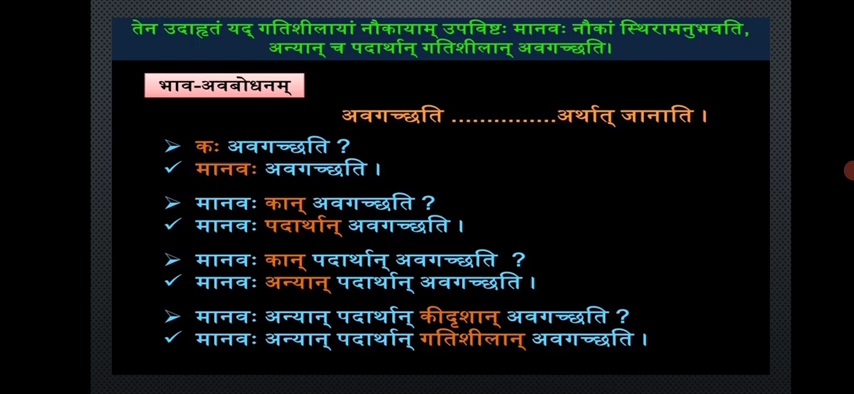 तेन उदाहृतं यद् गतिशीलायां नौकायाम् उपविष्टः मानवः नौकां स्थिरामनुभवति,
अन्यान् च पदार्थान् गतिशीलान् अवगच्छति।
भाव-अवबोधनम्
अवगच्छति ...............अर्थात् जानाति ।
➢ कः अवगच्छति ?
✓ मानवः अवगच्छति ।
➢ मानवः कान् अवगच्छति ?
✓ मानवः पदार्थान् अवगच्छति ।
➢ मानवः कान् पदार्थान् अवगच्छति ?
✓ मानवः अन्यान् पदार्थान् अवगच्छति ।
➢ मानवः अन्यान् पदार्थान् कीदृशान् अवगच्छति ?
✓ मानवः अन्यान् पदार्थान् गतिशीलान् अवगच्छति ।